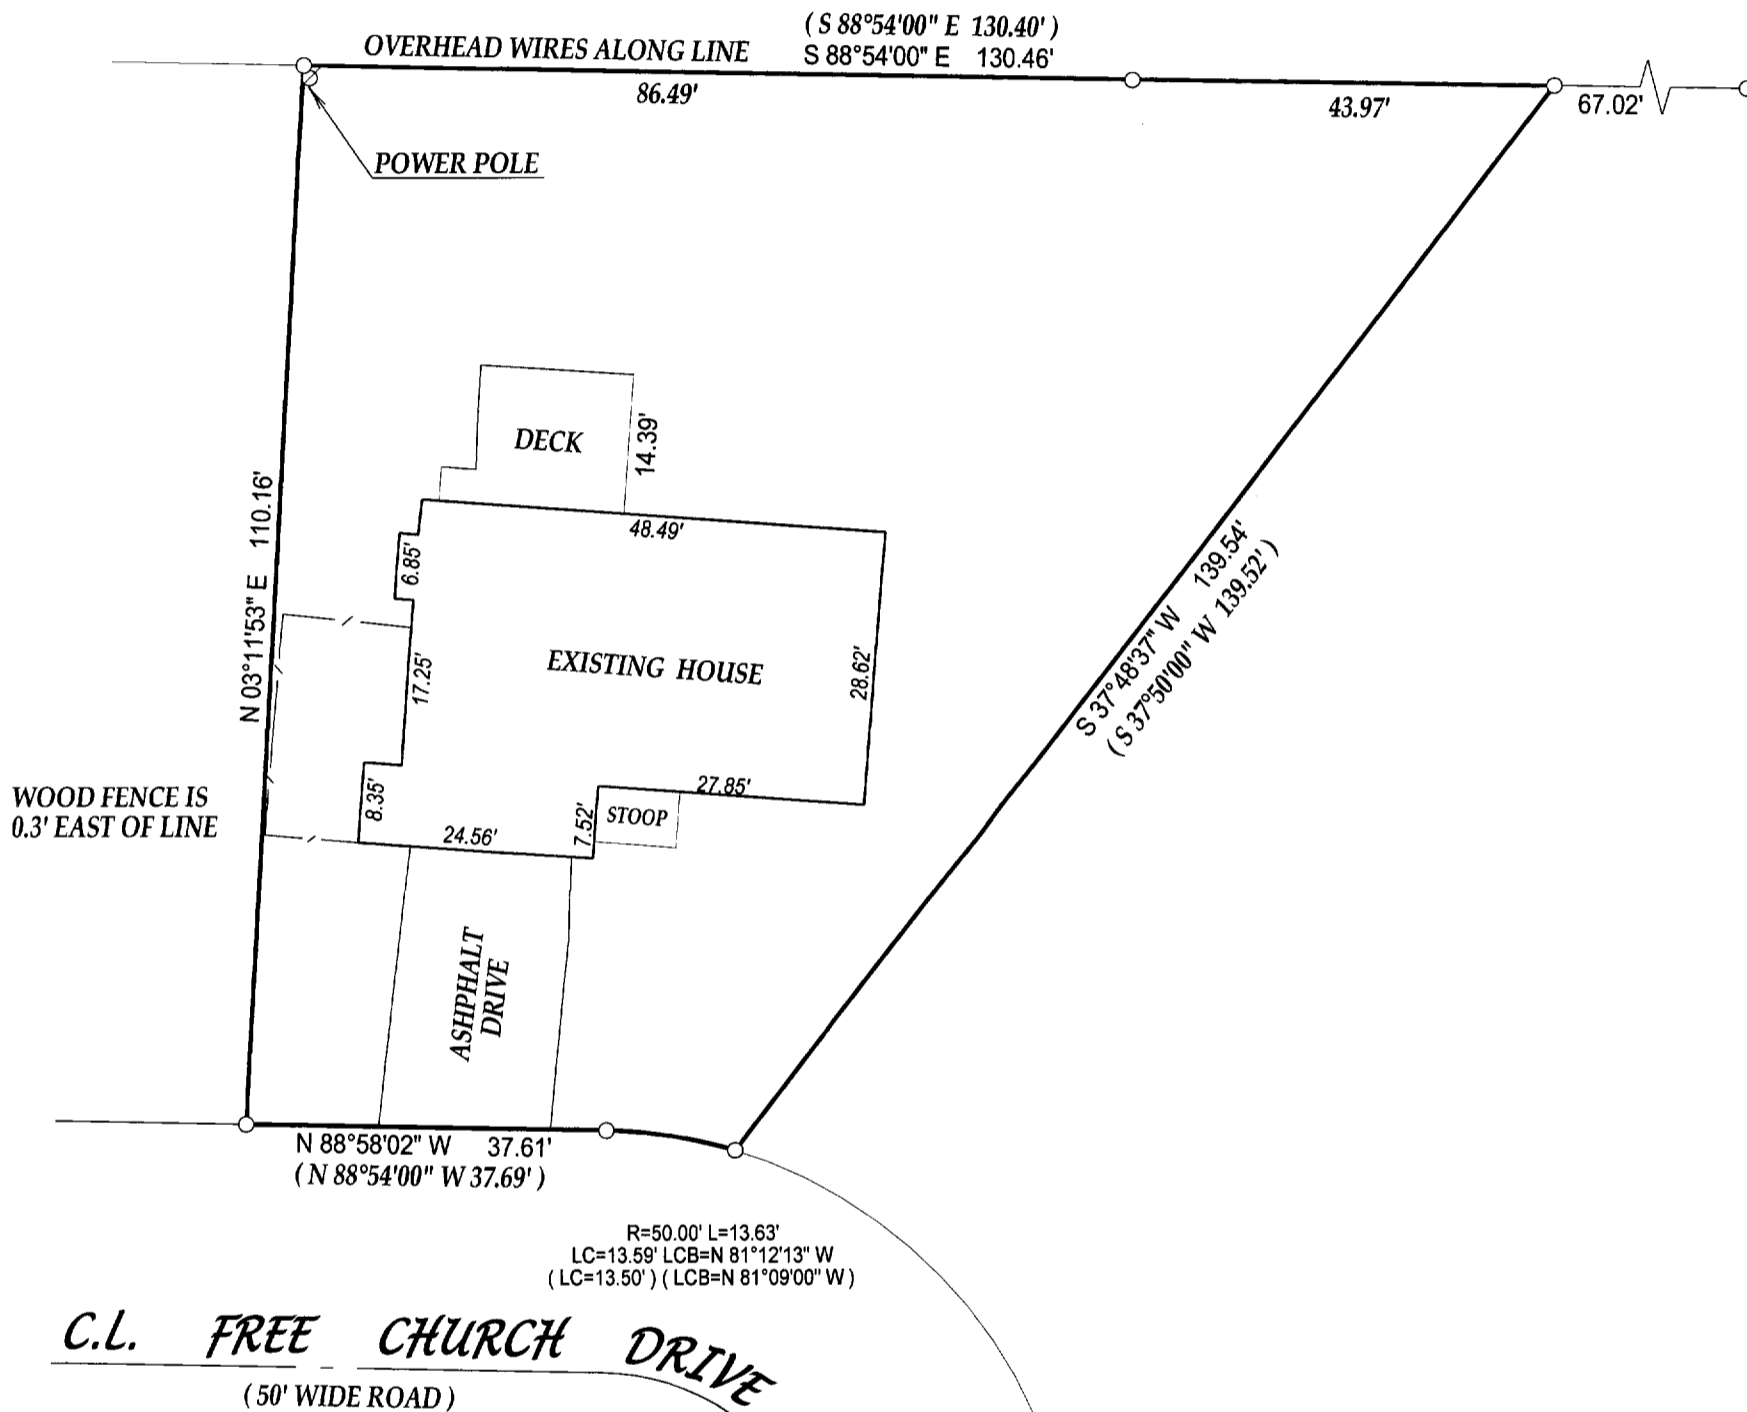 ( S 88°54'00" E 130.40' )
OVERHEAD WIRES ALONG LINE
S 88°54'00" E 130.46'
86.49'
43.97'
67.02'
POWER POLE
DECK
14.39'
N 03°11'53" E 110.16'
48.49'
6.85'
EXISTING HOUSE
17.25'
28.62'
S 37°48'37" W 139.54'
( S 37°50'00" W 139.52' )
WOOD FENCE IS
0.3' EAST OF LINE
8.35'
27.85'
STOOP
7.52'
24.56'
ASHPHALT
DRIVE
N 88°58'02" W 37.61'
( N 88°54'00" W 37.69' )
R=50.00' L=13.63'
LC=13.59' LCB=N 81°12'13" W
( LC=13.50' ) ( LCB=N 81°09'00" W )
C.L. FREE CHURCH DRIVE
( 50' WIDE ROAD )